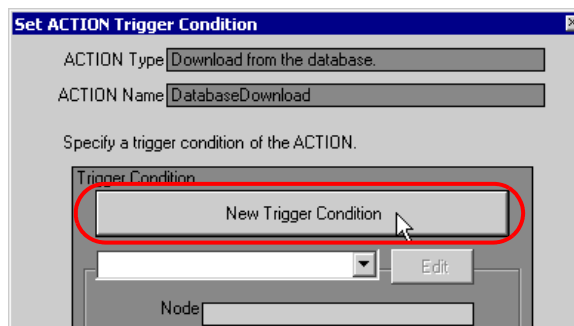 Set ACTION Trigger Condition
ACTION Type Download from the database.
ACTION Name DatabaseDownload
Specify a trigger condition of the ACTION.
Trigger Condition
New Trigger Condition
Edit
Node